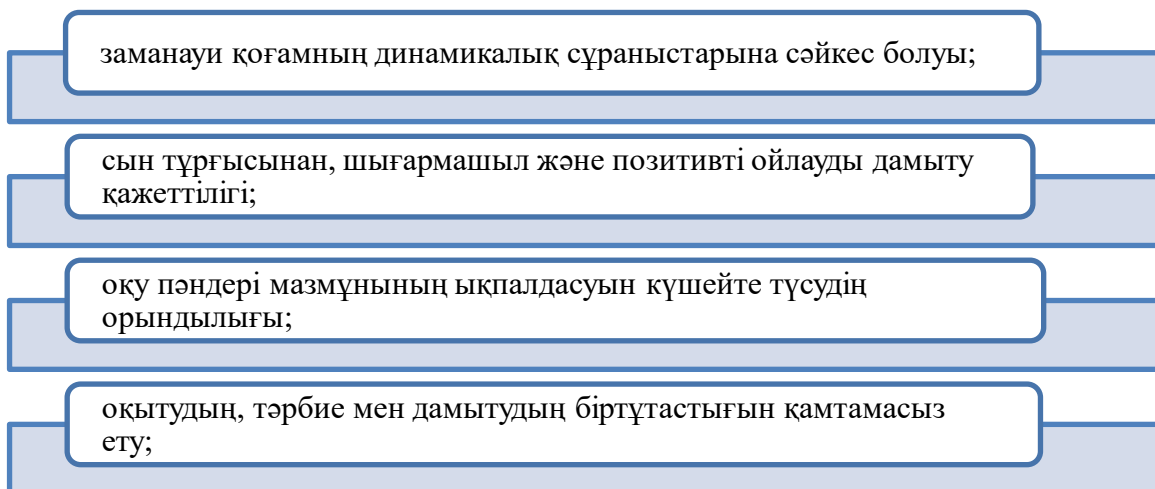 заманауи қоғамның динамикалық сұраныстарына сәйкес болуы;
сын тұрғысынан, шығармашыл және позитивті ойлауды дамыту
қажеттілігі;
оқу пәндері мазмұнының ықпалдасуын күшейте түсудің
орындылығы;
оқытудың, тәрбие мен дамытудың біртұтастығын қамтамасыз
ету;